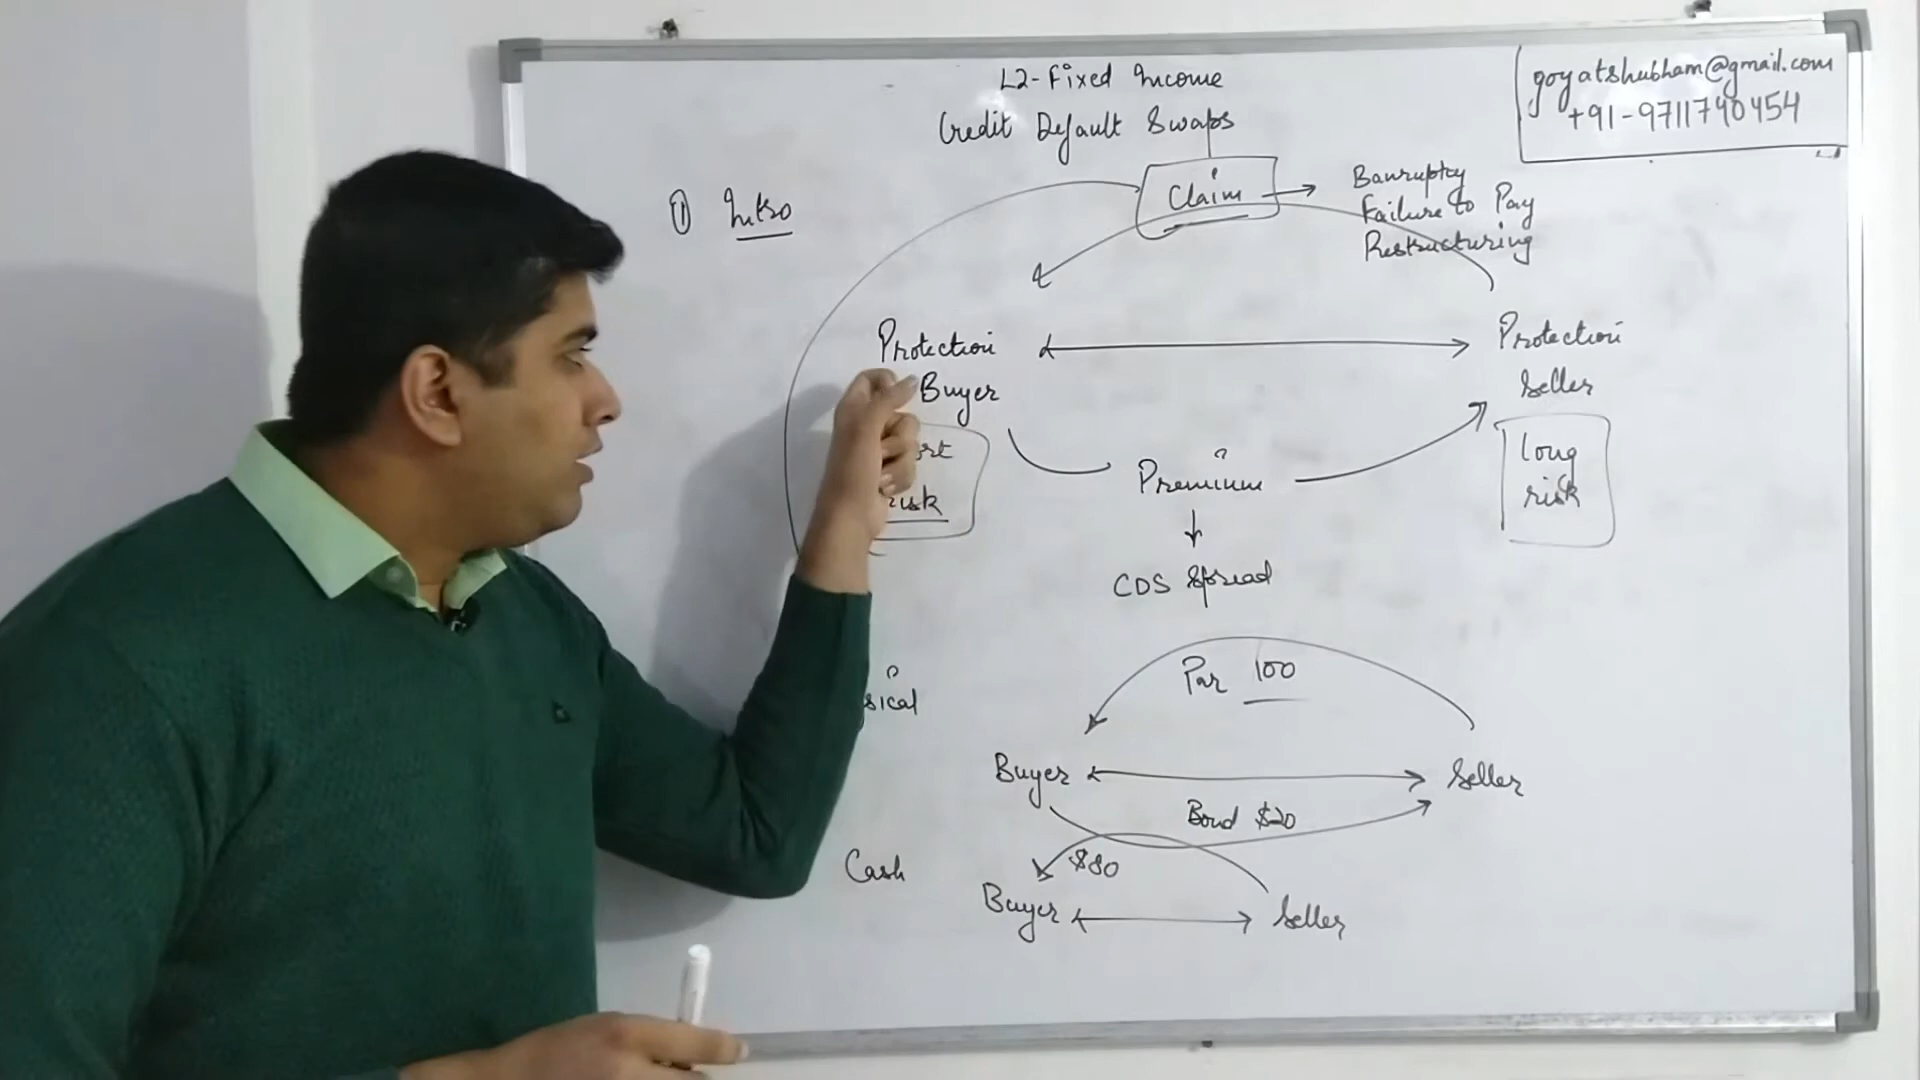 L2-Fixed Income
Credit Default Swaps
goyatshubham@gmail.com
+91-9711740454
① Intro
Claim
Banruptcy
Failure to Pay
Restructuring
Protection
Buyer
Protection
Seller
risk
long
risk
Premium
CDS Spread
Par 100
Buyer
Seller
Bond $20
Cash
$80
Buyer
Seller